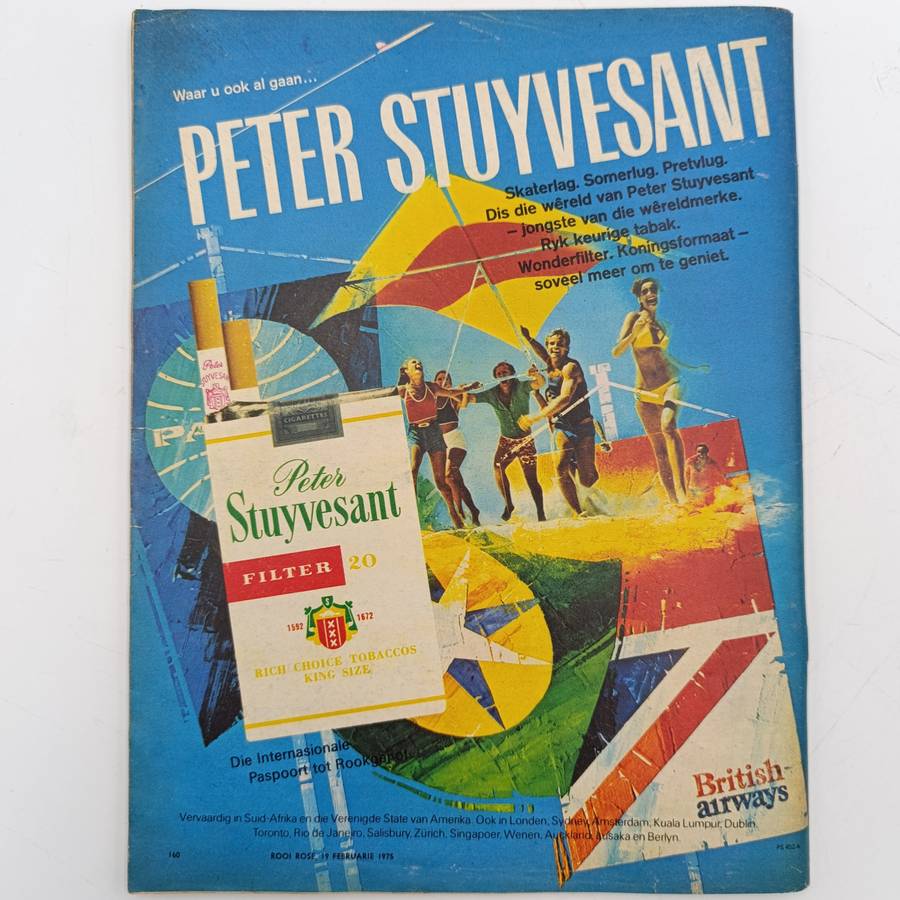 Waar u ook al gaan...
PETER STUYVESANT
Skaterlag. Somerlug. Pretvlug.
Dis die wêreld van Peter Stuyvesant
– jongste van die wêreldmerke.
Ryk keurige tabak.
Wonderfilter. Koningsformaat –
soveel meer om te geniet.
Peter
STUYVESANT
PA
CIGARETTES
Peter
Stuyvesant
FILTER 20
1592 S 1672
XXX
RICH CHOICE TOBACCOS
KING SIZE
Die Internasionale
Paspoort tot Rookgenot.
British
airways
Vervaardig in Suid-Afrika en die Verenigde State van Amerika. Ook in Londen, Sydney, Amsterdam, Kuala Lumpur, Dublin,
Toronto, Rio de Janeiro, Salisbury, Zürich, Singapoer, Wenen, Auckland, Lusaka en Berlyn.
160 ROOI ROSE, 19 FEBRUARIE 1975